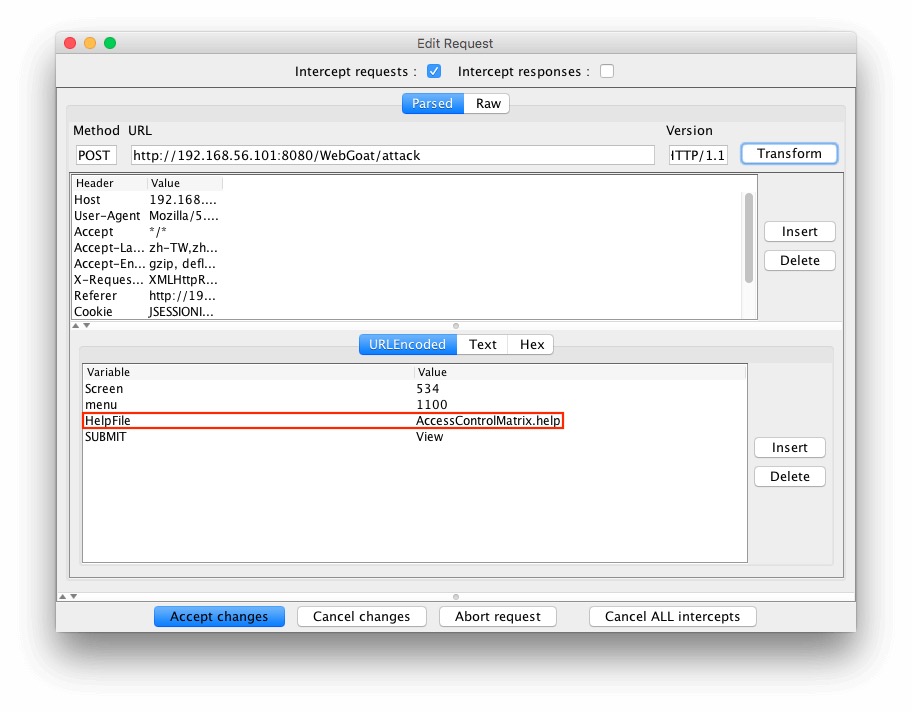 Edit Request
Intercept requests : Intercept responses :
Parsed Raw
Method URL Version
POST http://192.168.56.101:8080/WebGoat/attack HTTP/1.1 Transform
Header Value
Host 192.168....
User-Agent Mozilla/5....
Accept */*
Accept-La... zh-TW,zh...
Accept-En... gzip, defl...
X-Reques... XMLHttpR...
Referer http://19...
Cookie JSESSIONI...
Insert
Delete
URLEncoded Text Hex
Variable Value
Screen 534
menu 1100
HelpFile AccessControlMatrix.help
SUBMIT View
Insert
Delete
Accept changes Cancel changes Abort request Cancel ALL intercepts